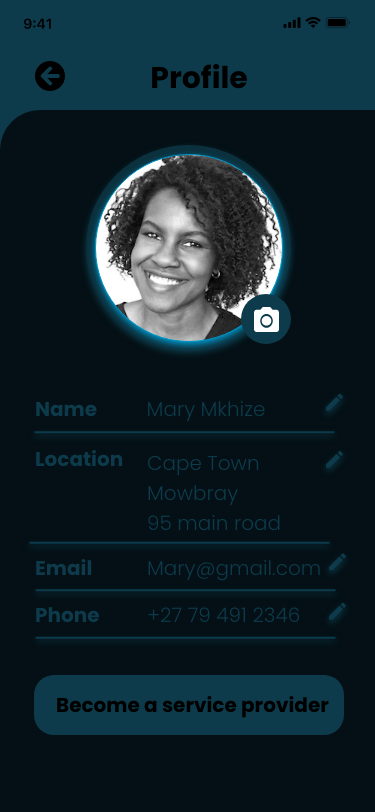 9:41
Profile
Name Mary Mkhize
Location Cape Town
Mowbray
95 main road
Email Mary@gmail.com
Phone +27 79 491 2346
Become a service provider